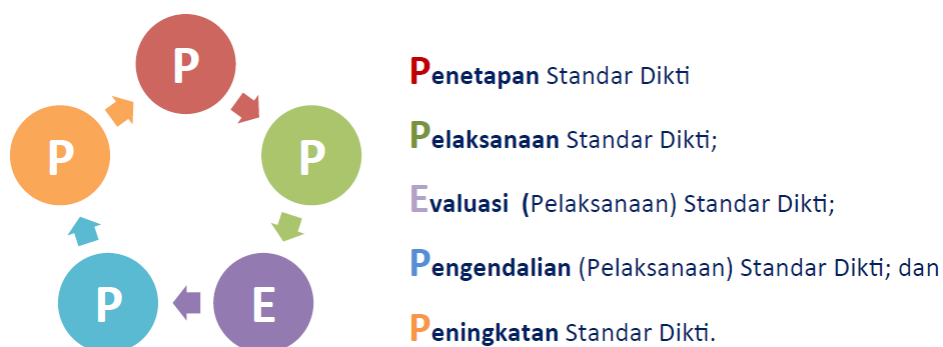 P
P
E
P
P
Penetapan Standar Dikti
Pelaksanaan Standar Dikti;
Evaluasi (Pelaksanaan) Standar Dikti;
Pengendalian (Pelaksanaan) Standar Dikti; dan
Peningkatan Standar Dikti.